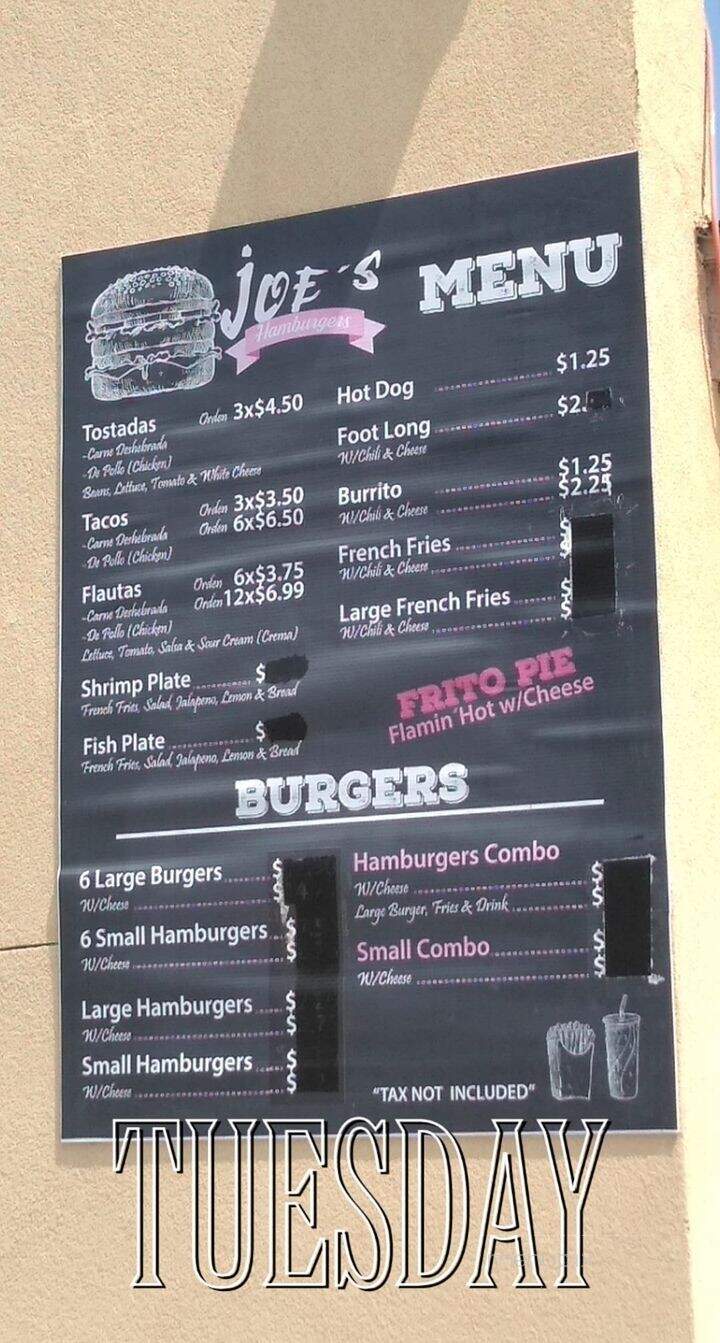 JOE'S
Hamburgers
MENU
Tostadas Orden 3x$4.50
-Carne Deshebrada
-De Pollo (Chicken)
Beans, Lettuce, Tomato & White Cheese
Tacos Orden 3x$3.50
Orden 6x$6.50
-Carne Deshebrada
-De Pollo (Chicken)
Flautas Orden 6x$3.75
Orden 12x$6.99
-Carne Deshebrada
-De Pollo (Chicken)
Lettuce, Tomato, Salsa & Sour Cream (Crema)
Shrimp Plate $
French Fries, Salad, Jalapeno, Lemon & Bread
Fish Plate $
French Fries, Salad, Jalapeno, Lemon & Bread
Hot Dog $1.25
Foot Long $2.
W/Chili & Cheese
Burrito $1.25
W/Chili & Cheese $2.25
French Fries $
W/Chili & Cheese $
Large French Fries $
W/Chili & Cheese $
FRITO PIE
Flamin'Hot w/Cheese
BURGERS
6 Large Burgers $
W/Cheese $
6 Small Hamburgers $
W/Cheese $
Large Hamburgers $
W/Cheese $
Small Hamburgers $
W/Cheese $
Hamburgers Combo $
W/Cheese $
Large Burger, Fries & Drink
Small Combo $
W/Cheese $
"TAX NOT INCLUDED"
TUESDAY